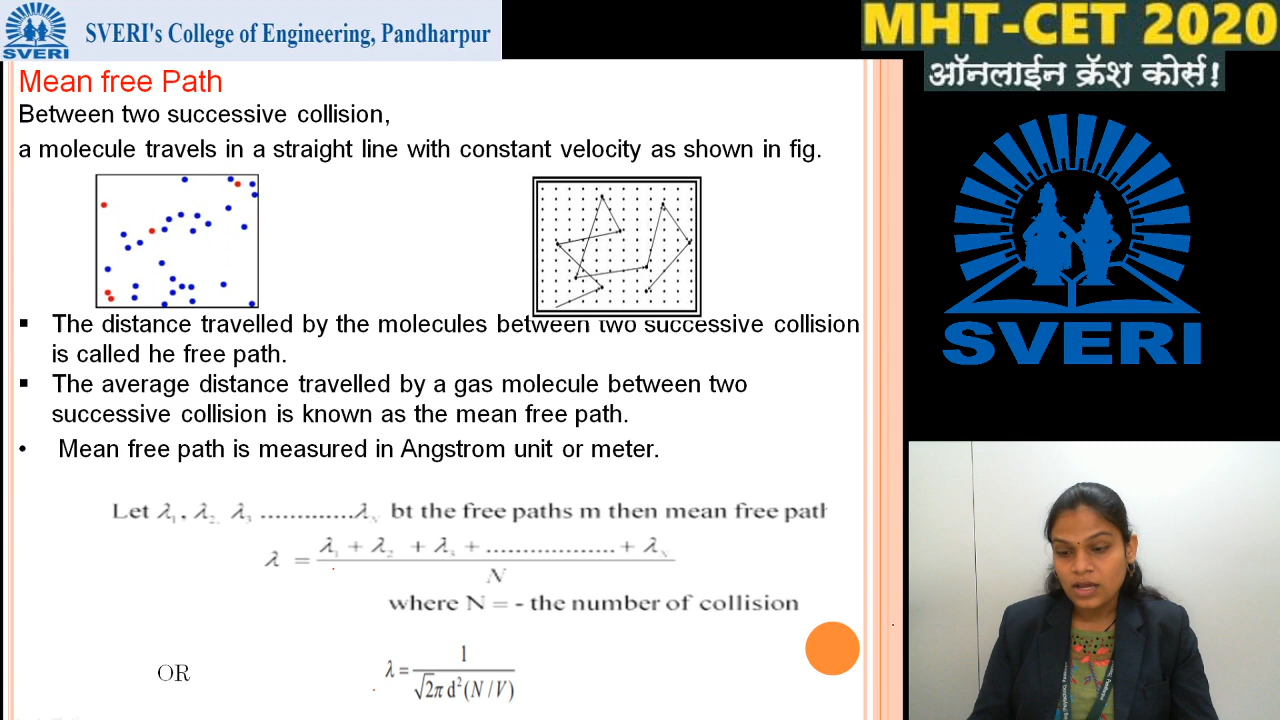 SVERI's College of Engineering, Pandharpur
SVERI
MHT-CET 2020
ऑनलाईन क्रॅश कोर्स!
Mean free Path
Between two successive collision,
a molecule travels in a straight line with constant velocity as shown in fig.
▪ The distance travelled by the molecules between two successive collision
is called he free path.
▪ The average distance travelled by a gas molecule between two
successive collision is known as the mean free path.
• Mean free path is measured in Angstrom unit or meter.
Let λ₁, λ₂, λ₃ .............λ_N bt the free paths m then mean free path
λ = (λ₁ + λ₂ + λ₃ + ................... + λ_N) / N
where N = - the number of collision
OR λ = 1 / (√2 π d² (N/V))
SVERI